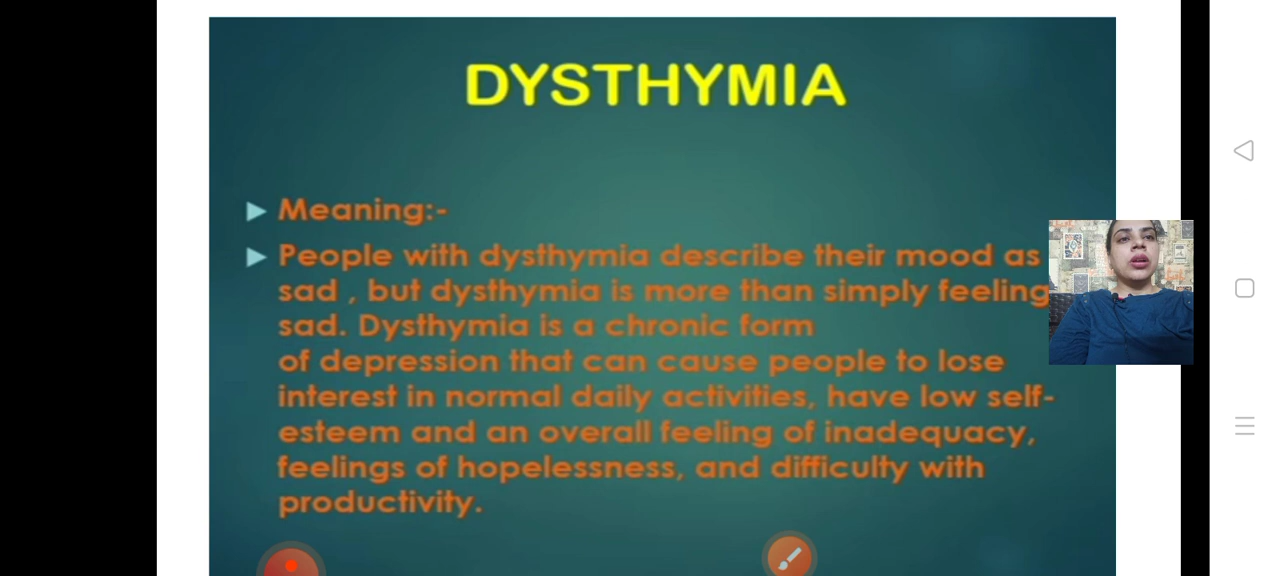 DYSTHYMIA
Meaning:-
People with dysthymia describe their mood as
sad , but dysthymia is more than simply feeling
sad. Dysthymia is a chronic form
of depression that can cause people to lose
interest in normal daily activities, have low self-
esteem and an overall feeling of inadequacy,
feelings of hopelessness, and difficulty with
productivity.